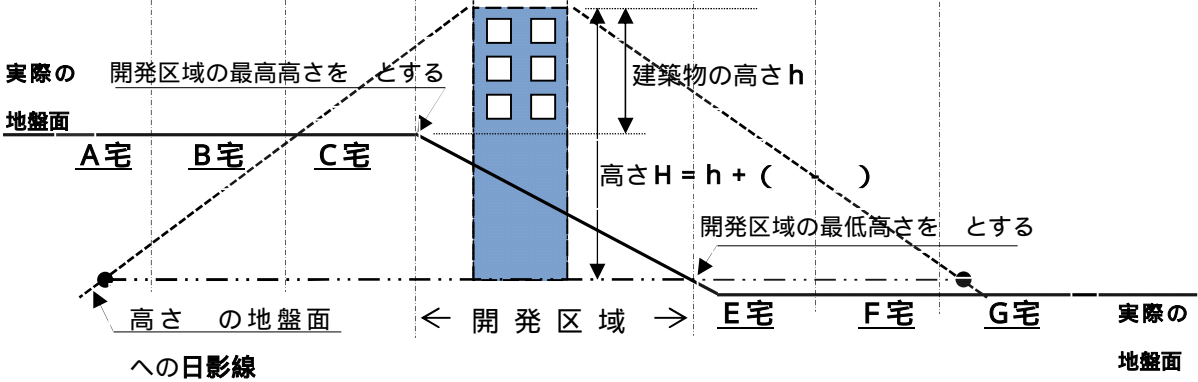 実際の
地盤面
開発区域の最高高さを　とする
建築物の高さh
A宅
B宅
C宅
高さH = h + (　-　)
開発区域の最低高さを　とする
高さ　の地盤面
への日影線
← 開発区域 →
E宅
F宅
G宅
実際の
地盤面